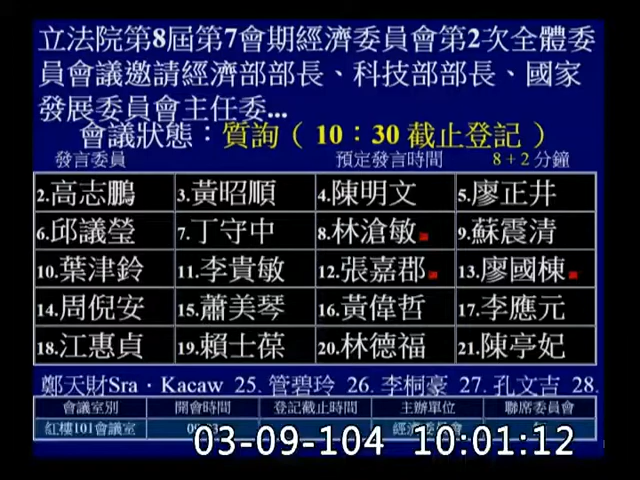 立法院第8屆第7會期經濟委員會第2次全體委
員會議邀請經濟部部長、科技部部長、國家
發展委員會主任委...
會議狀態：質詢（10：30截止登記）
發言委員 預定發言時間 8+2分鐘
2.高志鵬 3.黃昭順 4.陳明文 5.廖正井
6.邱議瑩 7.丁守中 8.林滄敏 9.蘇震清
10.葉津鈴 11.李貴敏 12.張嘉郡 13.廖國棟
14.周倪安 15.蕭美琴 16.黃偉哲 17.李應元
18.江惠貞 19.賴士葆 20.林德福 21.陳亭妃
鄭天財Sra．Kacaw 25. 管碧玲 26. 李桐豪 27. 孔文吉 28.
會議室別 開會時間 登記截止時間 主辦單位 聯席委員會
紅樓101會議室 經濟委員會
03-09-104 10:01:12